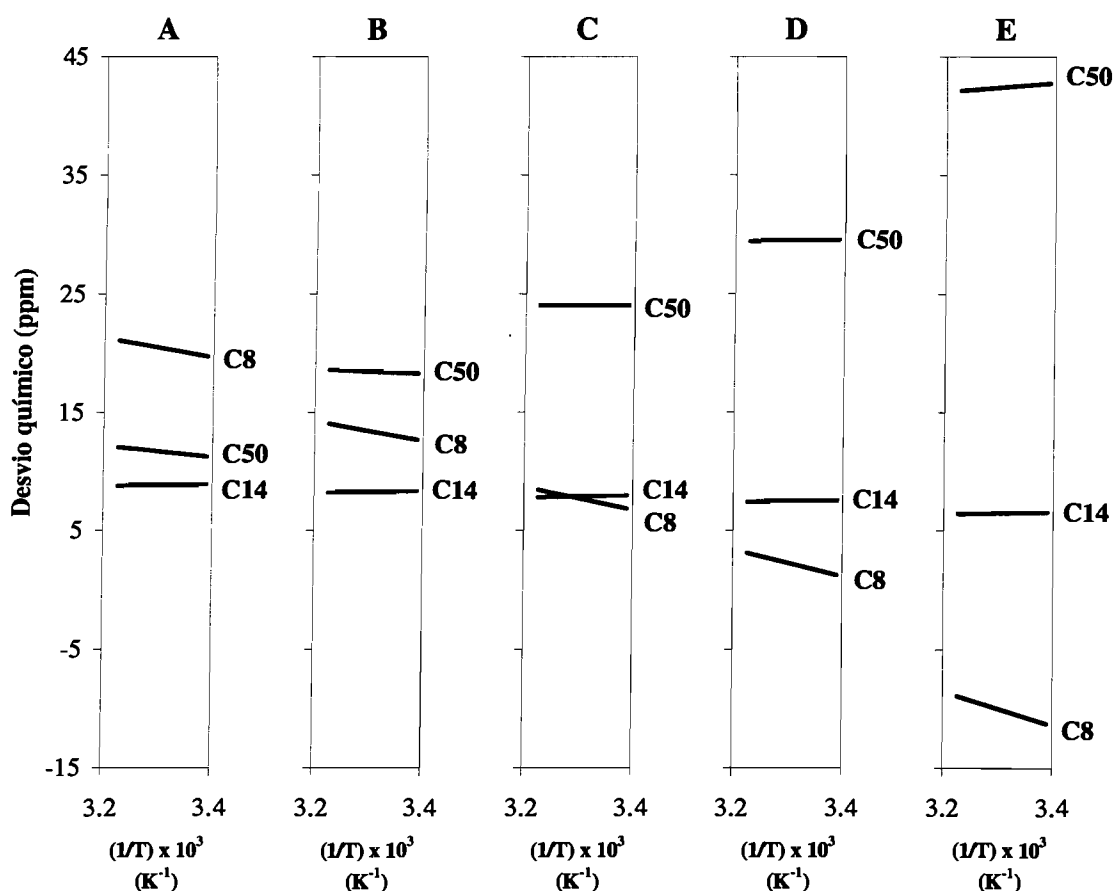 A B C D E
45
35
25
15
5
-5
-15
Desvio químico (ppm)
C8
C50
C14
C50
C8
C14
C50
C14
C8
C50
C14
C8
C50
C14
C8
3.2 3.4 3.2 3.4 3.2 3.4 3.2 3.4 3.2 3.4
(1/T) x 10³ (1/T) x 10³ (1/T) x 10³ (1/T) x 10³ (1/T) x 10³
(K⁻¹) (K⁻¹) (K⁻¹) (K⁻¹) (K⁻¹)